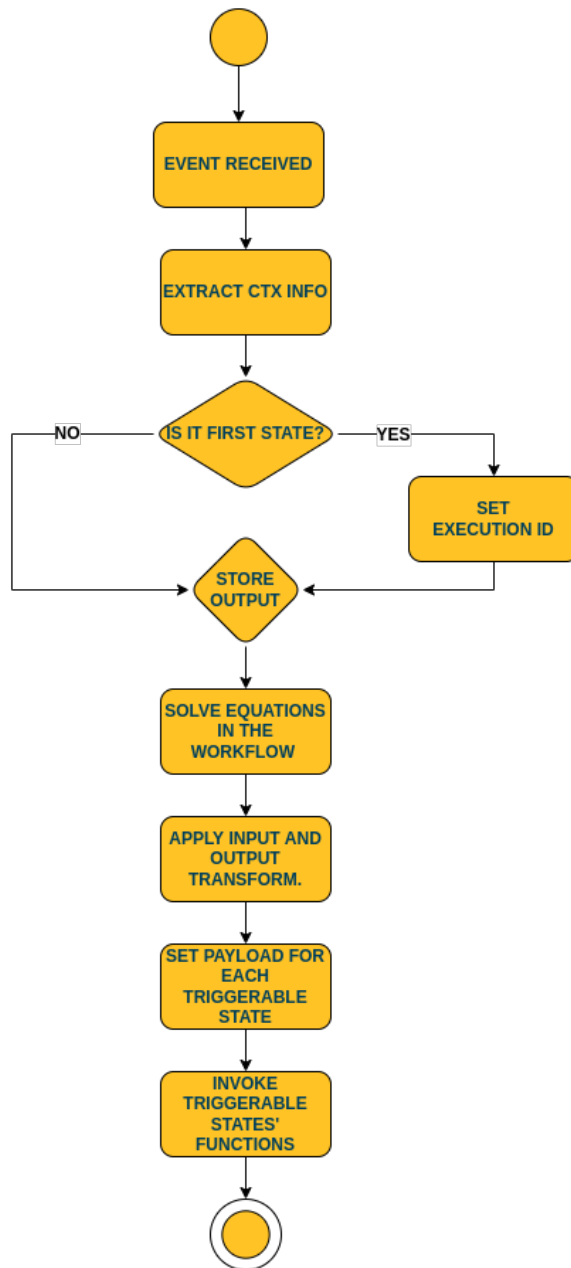 EVENT RECEIVED
EXTRACT CTX INFO
IS IT FIRST STATE?
NO
YES
SET
EXECUTION ID
STORE
OUTPUT
SOLVE EQUATIONS
IN THE
WORKFLOW
APPLY INPUT AND
OUTPUT
TRANSFORM.
SET PAYLOAD FOR
EACH
TRIGGERABLE
STATE
INVOKE
TRIGGERABLE
STATES'
FUNCTIONS